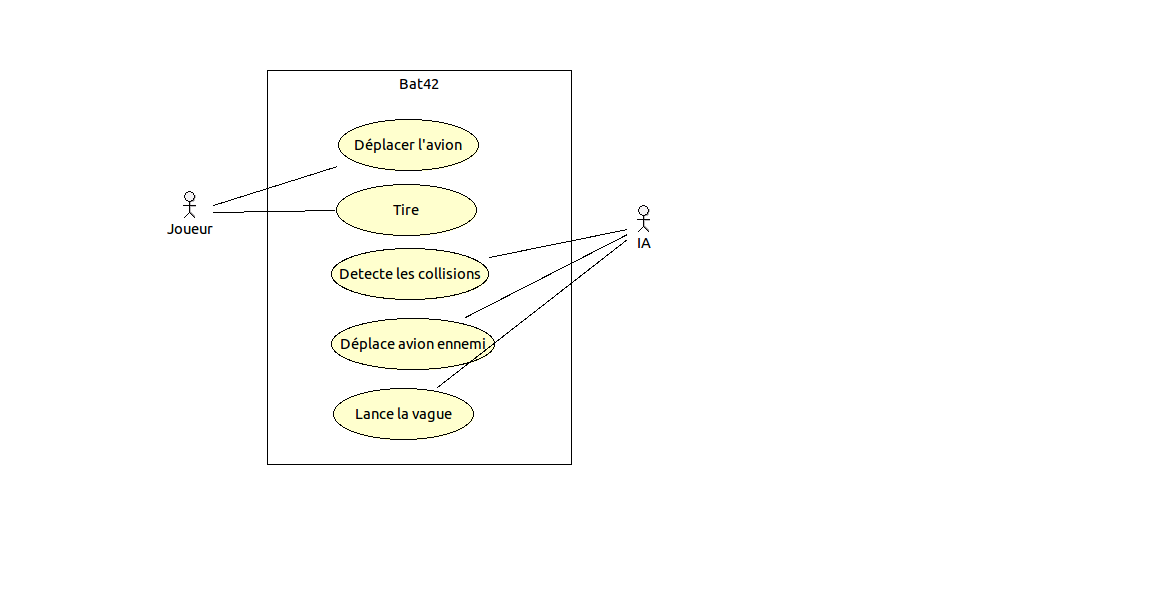 Bat42
Déplacer l'avion
Tire
Joueur
IA
Detecte les collisions
Déplace avion ennemi
Lance la vague